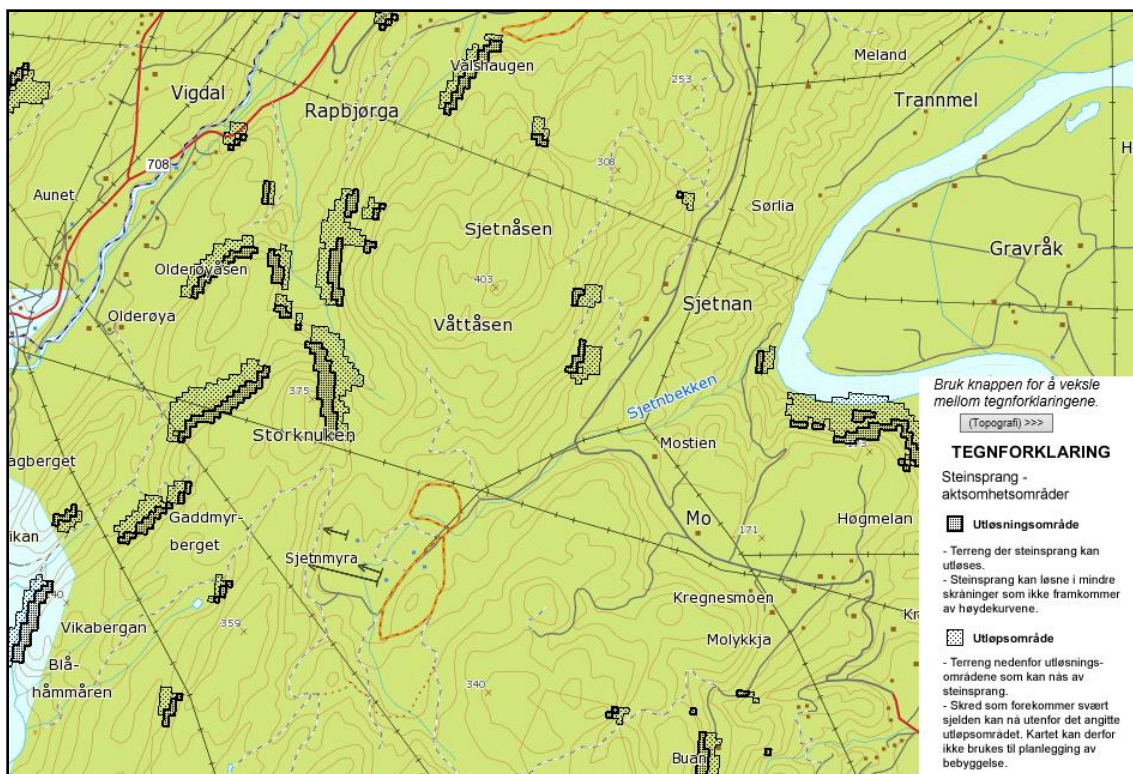 Valshaugen
Meland
253
Vigdal
Rapbjørga
Trannmel
708
308
Aunet
Sørlia
Sjetnåsen
Gravråk
Olderøyåsen
403
Sjetnan
Olderøya
Våttåsen
Sjetnbekken
375
Storknuken
Mostien
agberget
Gaddmyr-
berget
Mo
171
Høgmelan
ikan
Sjetnmyra
Kregnesmoen
Kr
Vikabergan
359
Molykkja
Blå-
håmmåren
340
Buan
Bruk knappen for å veksle
mellom tegnforklaringene.
(Topografi) >>>
TEGNFORKLARING
Steinsprang -
aktsomhetsområder
Utløsningsområde
- Terreng der steinsprang kan
utløses.
- Steinsprang kan løsne i mindre
skråninger som ikke framkommer
av høydekurvene.
Utløpsområde
- Terreng nedenfor utløsnings-
områdene som kan nås av
steinsprang.
- Skred som forekommer svært
sjelden kan nå utenfor det angitte
utløpsområdet. Kartet kan derfor
ikke brukes til planlegging av
bebyggelse.